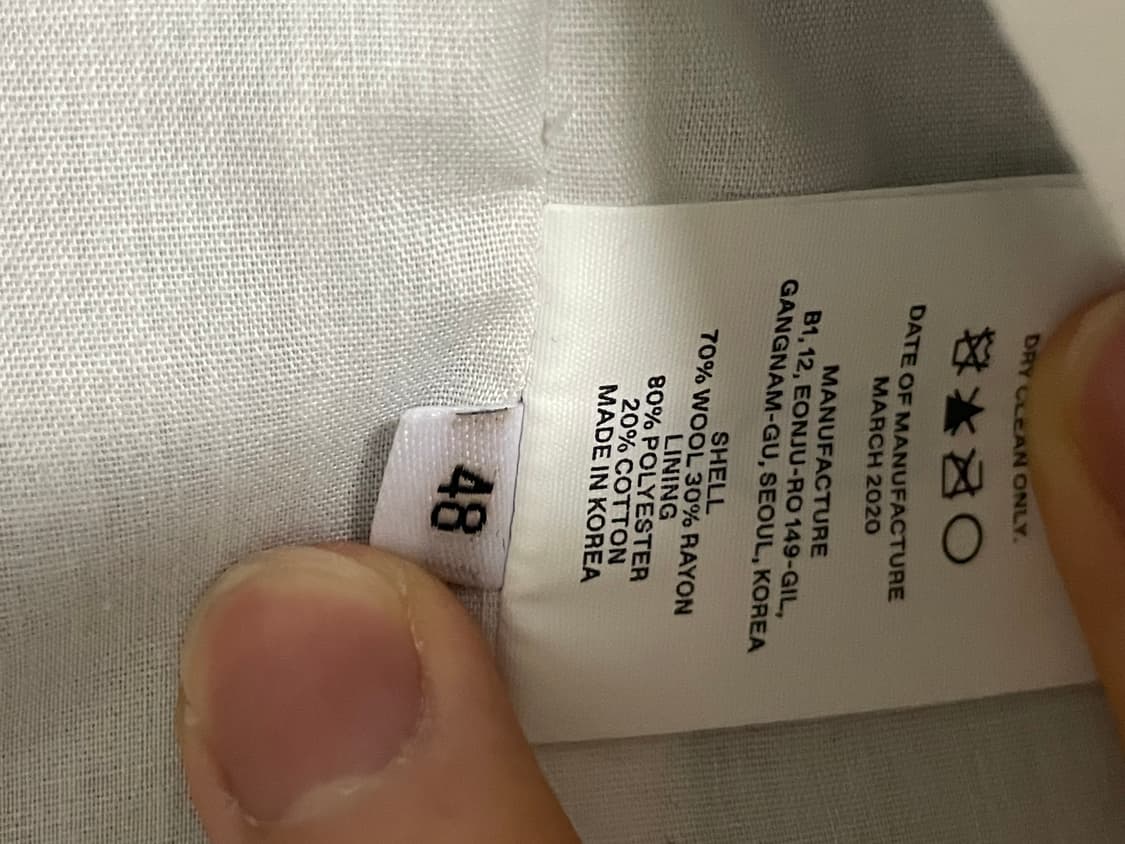 DRY CLEAN ONLY.
DATE OF MANUFACTURE
MARCH 2020
MANUFACTURE
B1, 12, EONJU-RO 149-GIL,
GANGNAM-GU, SEOUL, KOREA
SHELL
70% WOOL 30% RAYON
LINING
80% POLYESTER
20% COTTON
MADE IN KOREA
48